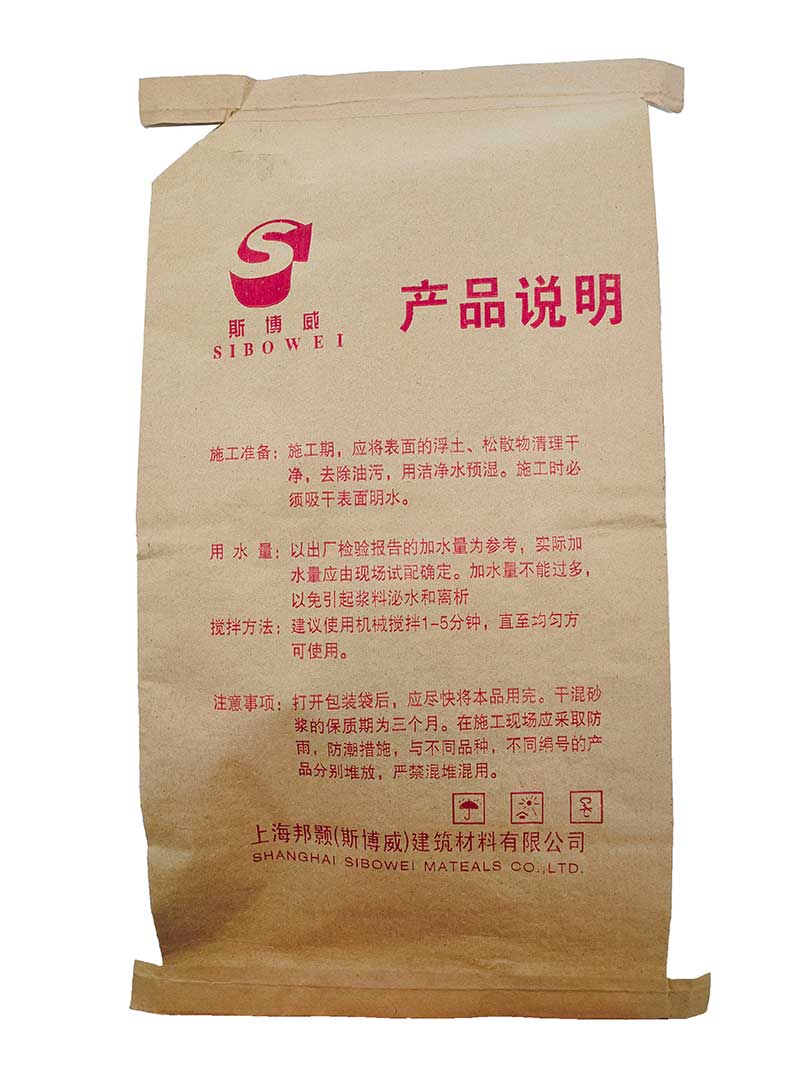 斯博威
SIBOWEI
产品说明
施工准备：施工期，应将表面的浮土、松散物清理干
净，去除油污，用洁净水预湿。施工时必
须吸干表面明水。
用水量：以出厂检验报告的加水量为参考，实际加
水量应由现场试配确定。加水量不能过多，
以免引起浆料泌水和离析
搅拌方法：建议使用机械搅拌1-5分钟，直至均匀方
可使用。
注意事项：打开包装袋后，应尽快将本品用完。干混砂
浆的保质期为三个月。在施工现场应采取防
雨，防潮措施，与不同品种，不同编号的产
品分别堆放，严禁混堆混用。
上海邦颢(斯博威)建筑材料有限公司
SHANGHAI SIBOWEI MATEALS CO.,LTD.